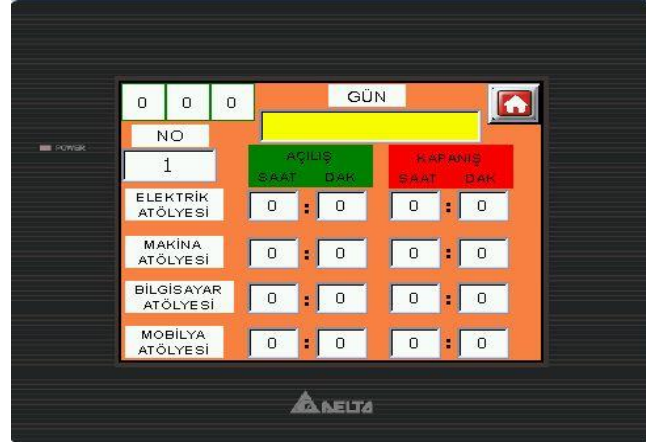 0 0 0
GÜN
NO
1
AÇILIŞ
KAPANIŞ
SAAT DAK
SAAT DAK
ELEKTRİK
ATÖLYESİ
0 : 0
0 : 0
MAKİNA
ATÖLYESİ
0 : 0
0 : 0
BİLGİSAYAR
ATÖLYESİ
0 : 0
0 : 0
MOBİLYA
ATÖLYESİ
0 : 0
0 : 0
POWER
NELTA